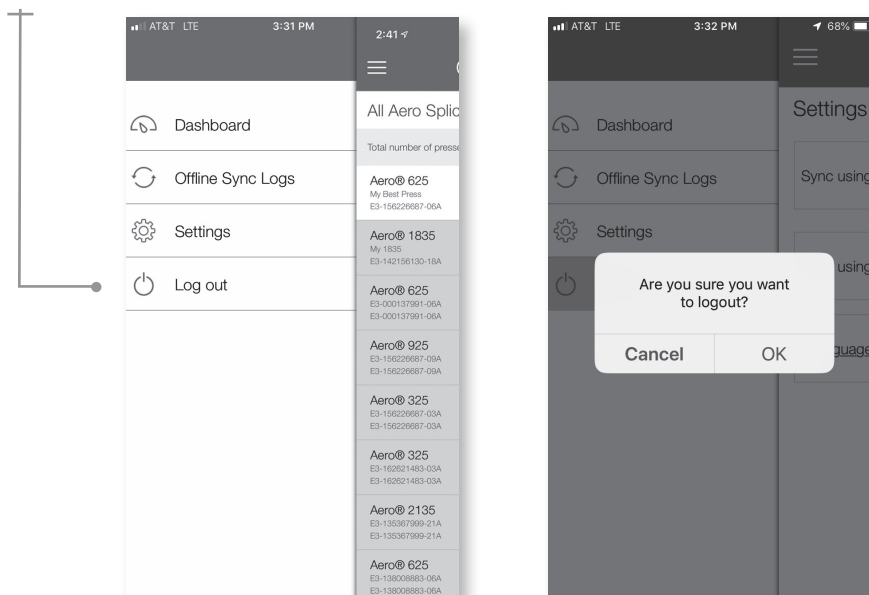 AT&T LTE 3:31 PM
Dashboard
Offline Sync Logs
Settings
Log out
2:41
All Aero Splic
Total number of presse
Aero® 625
My Best Press
E3-156226687-06A
Aero® 1835
My 1835
E3-142156130-18A
Aero® 625
E3-000137991-06A
E3-000137991-06A
Aero® 925
E3-156226687-09A
E3-156226687-09A
Aero® 325
E3-156226687-03A
E3-156226687-03A
Aero® 325
E3-162621483-03A
E3-162621483-03A
Aero® 2135
E3-135367999-21A
E3-135367999-21A
Aero® 625
E3-138008883-06A
E3-138008883-06A
AT&T LTE 3:32 PM 68%
Dashboard
Offline Sync Logs
Settings
Settings
Sync using
using
guage
Are you sure you want
to logout?
Cancel OK